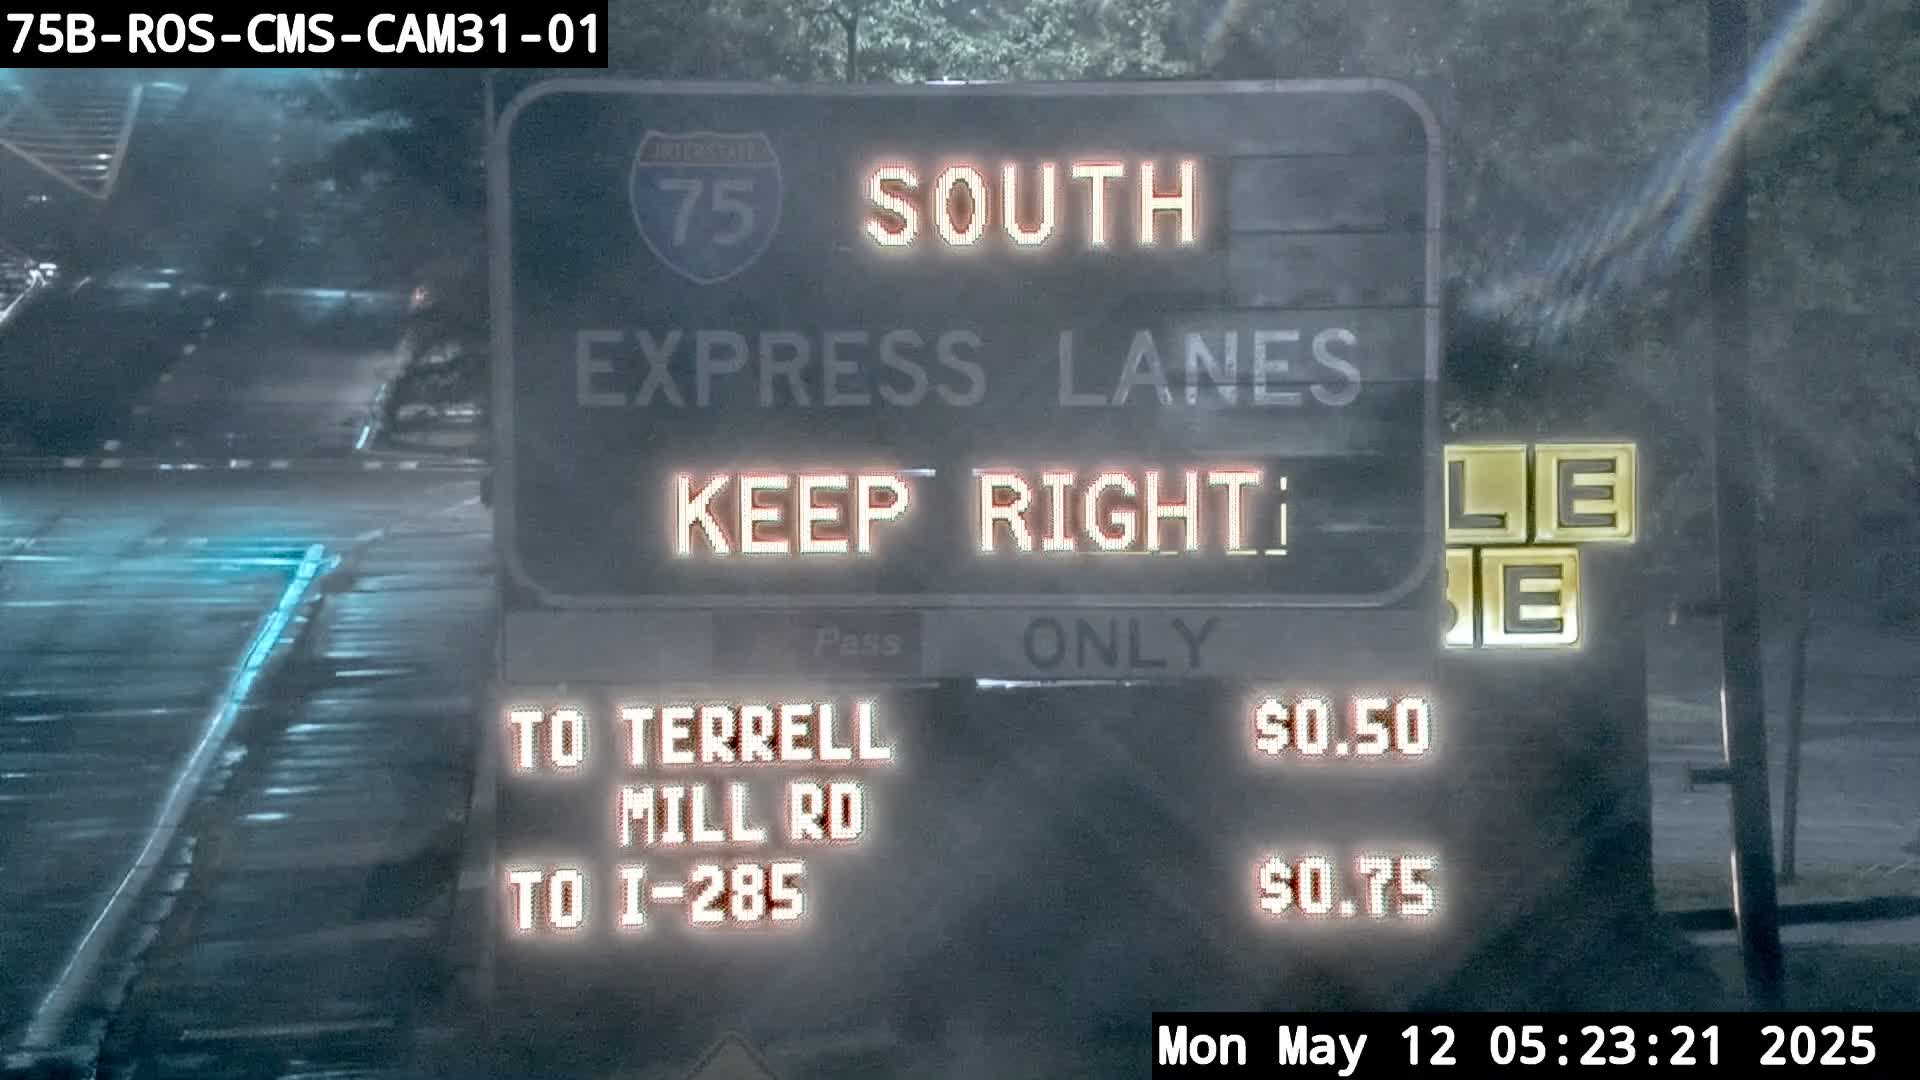 75B-ROS-CMS-CAM31-01
INTERSTATE
75
SOUTH
EXPRESS LANES
KEEP RIGHT
LE
E
Pass ONLY
TO TERRELL $0.50
MILL RD
TO I-285 $0.75
Mon May 12 05:23:21 2025